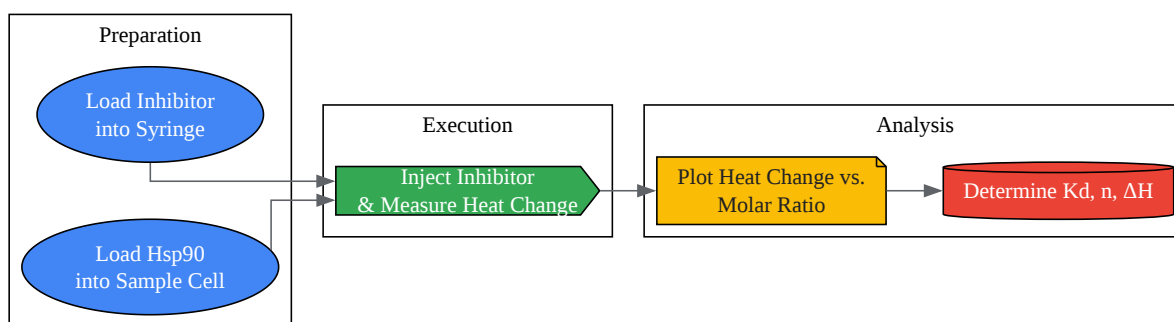 Preparation
Load Inhibitor
into Syringe
Load Hsp90
into Sample Cell
Execution
Inject Inhibitor
& Measure Heat Change
Analysis
Plot Heat Change vs.
Molar Ratio
Determine Kd, n, ΔH